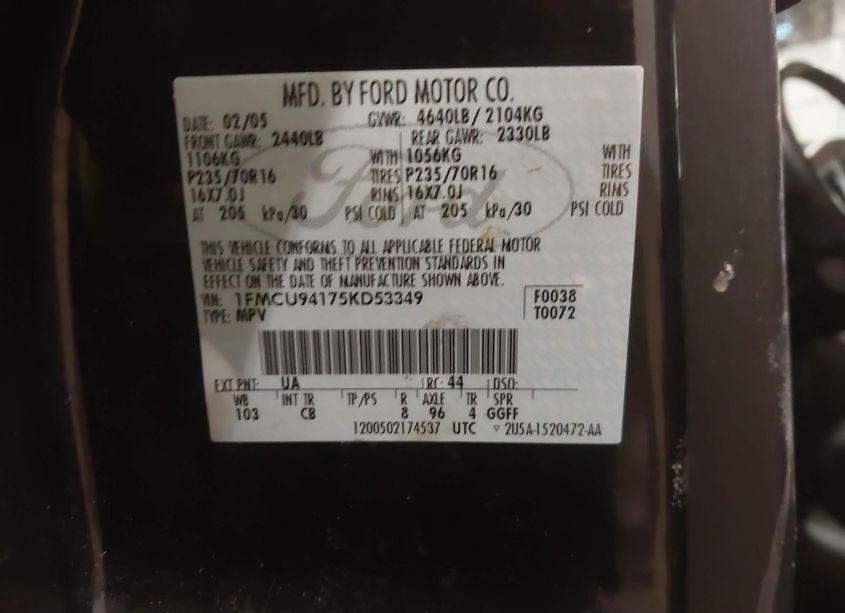 MFD. BY FORD MOTOR CO.
DATE: 02/05 GVWR: 4640LB / 2104KG
FRONT GAWR: 2440LB REAR GAWR: 2330LB
1106KG WITH 1056KG WITH
P235/70R16 TIRES P235/70R16 TIRES
16X7.0J RIMS 16X7.0J RIMS
AT 205 kPa/30 PSI COLD AT 205 kPa/30 PSI COLD
Ford
THIS VEHICLE CONFORMS TO ALL APPLICABLE FEDERAL MOTOR
VEHICLE SAFETY AND THEFT PREVENTION STANDARDS IN
EFFECT ON THE DATE OF MANUFACTURE SHOWN ABOVE.
VIN: 1FMCU94175KD53349 F0038
TYPE: MPV T0072
EXT PNT: UA RC: 44 DSO:
WB INT TR TP/PS R AXLE TR SPR
103 CB 8 96 4 GGFF
1200502174537 UTC ▽ 2U5A-1520472-AA